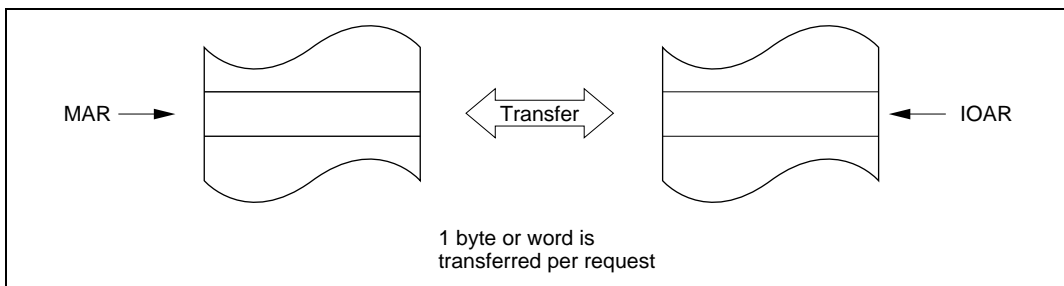 MAR
Transfer
IOAR
1 byte or word is
transferred per request